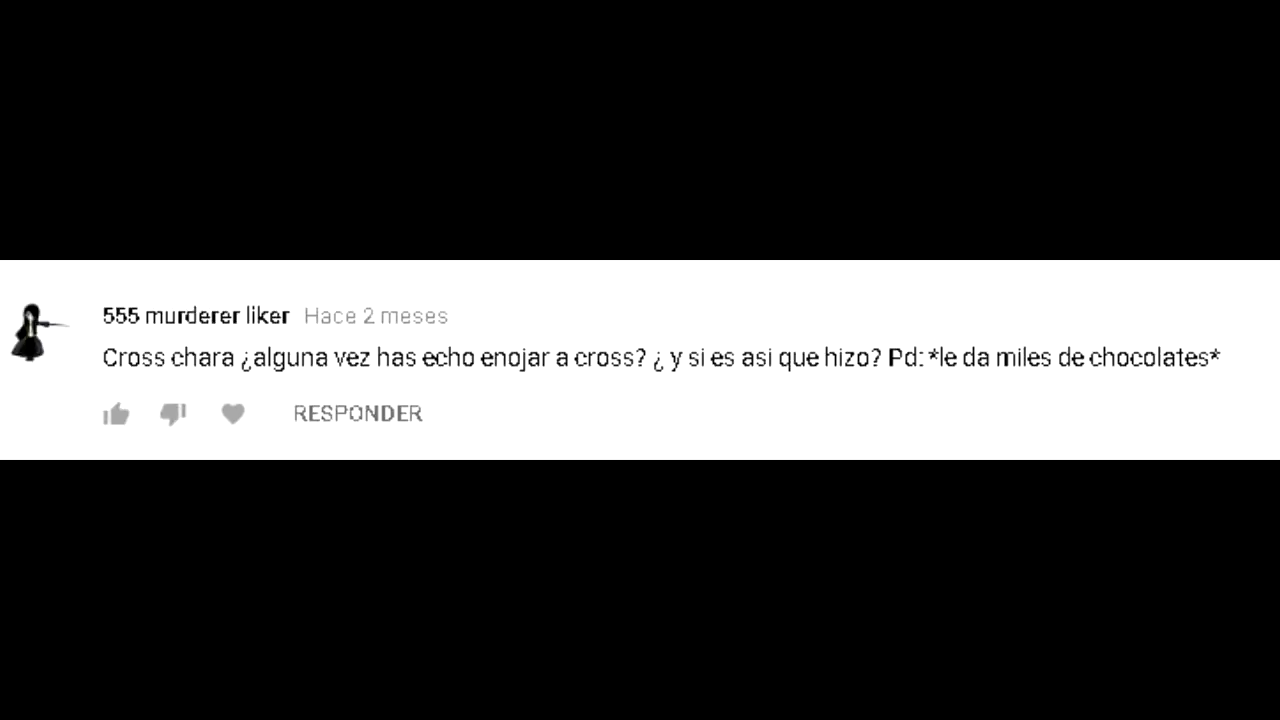 555 murderer liker Hace 2 meses
Cross chara ¿alguna vez has echo enojar a cross? ¿ y si es asi que hizo? Pd: *le da miles de chocolates*
RESPONDER